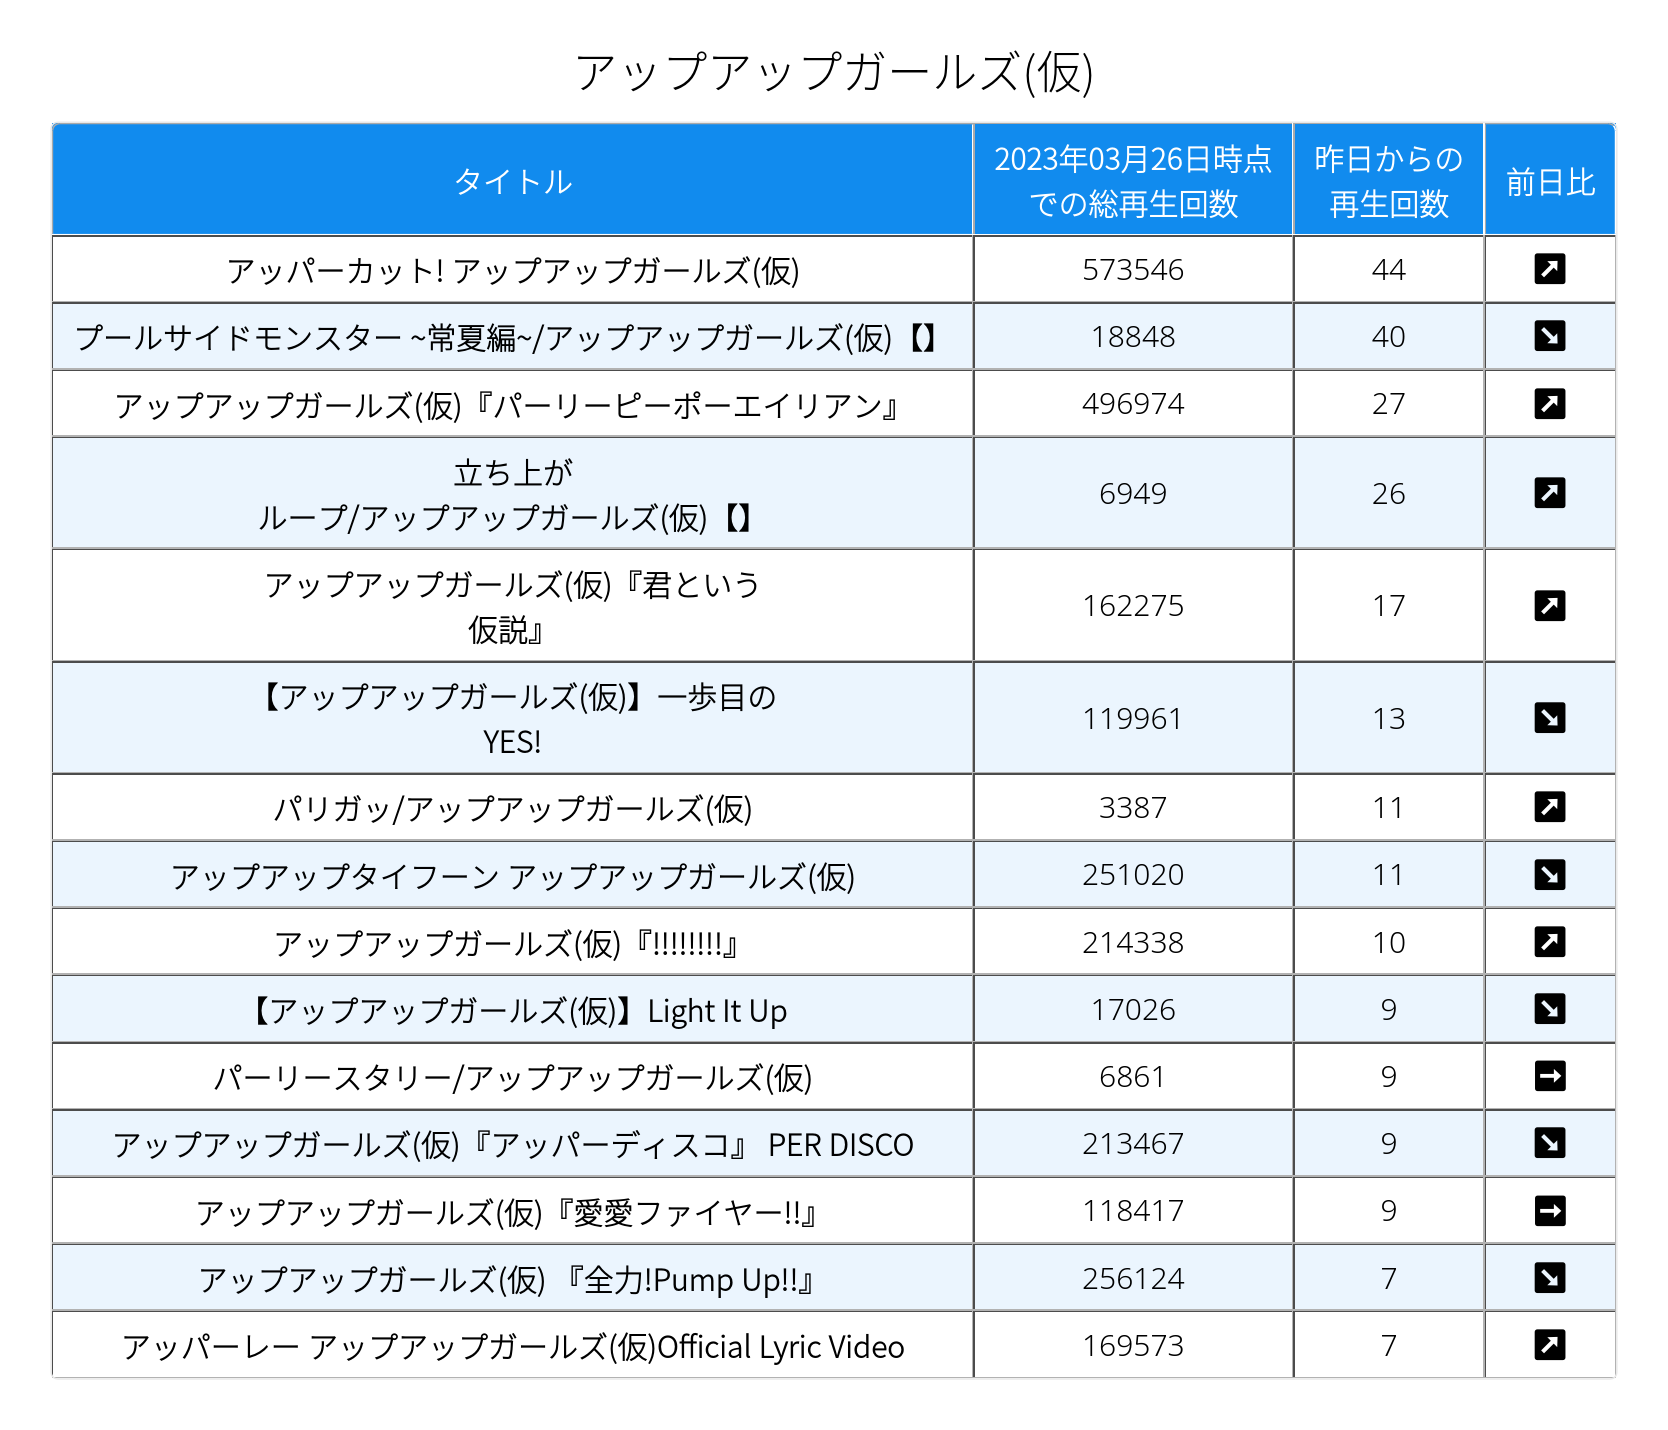 アップアップガールズ(仮)
タイトル 2023年03月26日時点 昨日からの 前日比
での総再生回数 再生回数
アッパーカット! アップアップガールズ(仮) 573546 44
プールサイドモンスター ~常夏編~/アップアップガールズ(仮)【】 18848 40
アップアップガールズ(仮)『パーリーピーポーエイリアン』 496974 27
立ち上が
ループ/アップアップガールズ(仮)【】 6949 26
アップアップガールズ(仮)『君という
仮説』 162275 17
【アップアップガールズ(仮)】一歩目の
YES! 119961 13
パリガッ/アップアップガールズ(仮) 3387 11
アップアップタイフーン アップアップガールズ(仮) 251020 11
アップアップガールズ(仮)『!!!!!!!!』 214338 10
【アップアップガールズ(仮)】Light It Up 17026 9
パーリースタリー/アップアップガールズ(仮) 6861 9
アップアップガールズ(仮)『アッパーディスコ』 PER DISCO 213467 9
アップアップガールズ(仮)『愛愛ファイヤー!!』 118417 9
アップアップガールズ(仮) 『全力!Pump Up!!』 256124 7
アッパーレー アップアップガールズ(仮)Official Lyric Video 169573 7